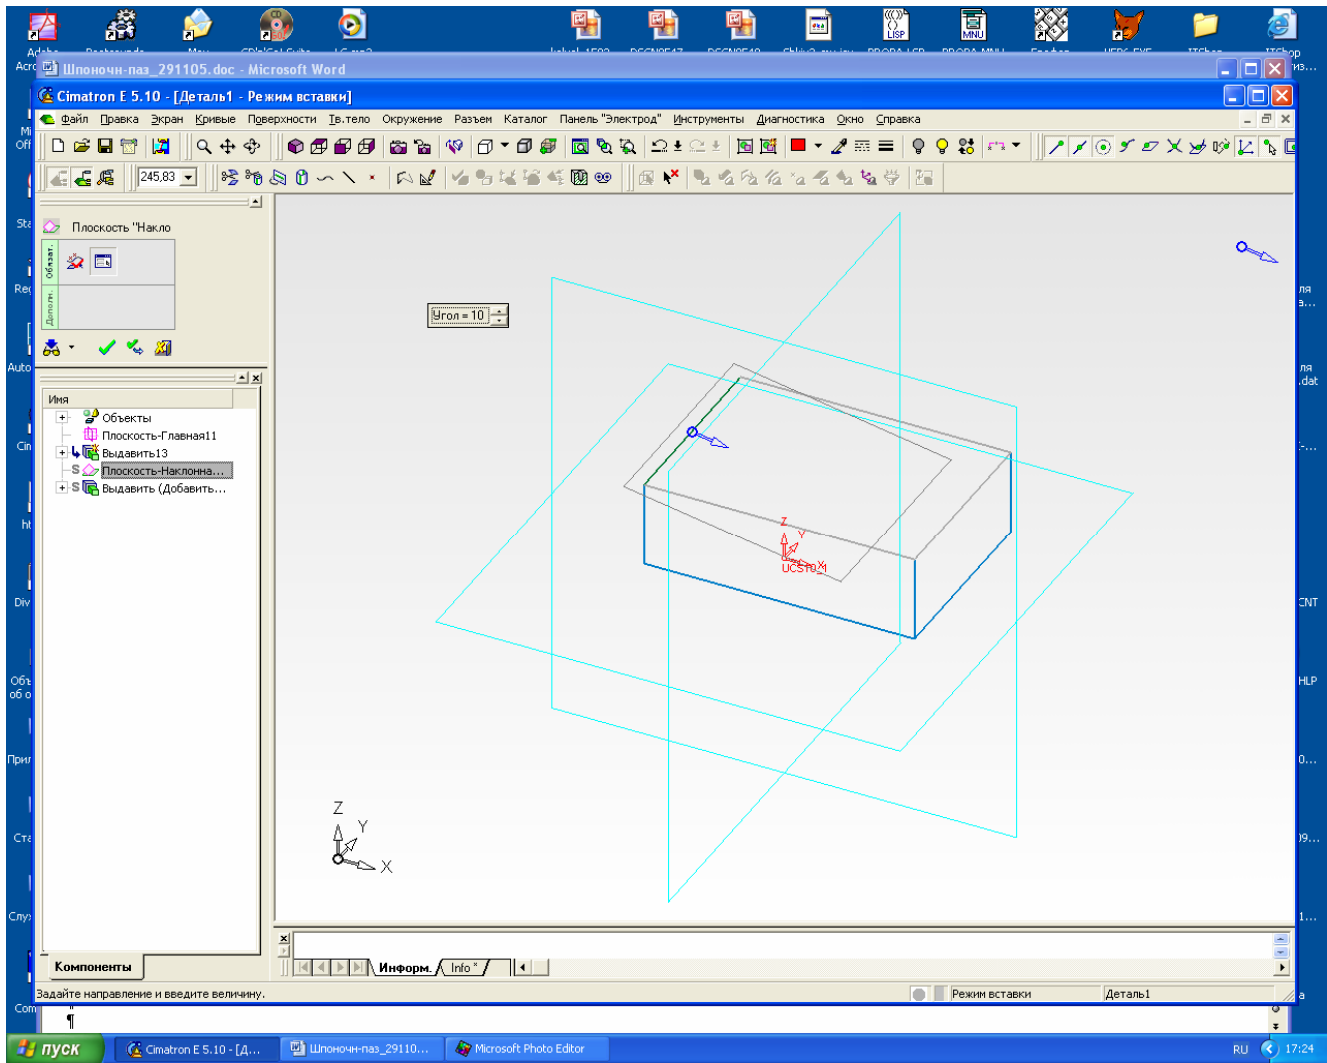 Шпоночн-паз_291105.doc - Microsoft Word
Cimatron E 5.10 - [Деталь1 - Режим вставки]
Файл Правка Экран Кривые Поверхности Тв.тело Окружение Разъем Каталог Панель "Электрод" Инструменты Диагностика Окно Справка
245,83
Плоскость "Накло
Обязат.
Дополн.
Угол = 10
Имя
Объекты
Плоскость-Главная11
Выдавить13
Плоскость-Наклонна...
Выдавить (Добавить...
Z
Y
X
UCS10_1
Z
Y
X
Компоненты
Информ. Info *
Задайте направление и введите величину.
Режим вставки
Деталь1
¶
пуск
Cimatron E 5.10 - [Д...
Шпоночн-паз_29110...
Microsoft Photo Editor
RU
17:24